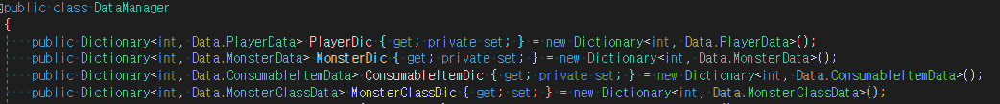 public class DataManager
{
public Dictionary<int, Data.PlayerData> PlayerDic { get; private set; } = new Dictionary<int, Data.PlayerData>();
public Dictionary<int, Data.MonsterData> MonsterDic { get; private set; } = new Dictionary<int, Data.MonsterData>();
public Dictionary<int, Data.ConsumableItemData> ConsumableItemDic { get; private set; } = new Dictionary<int, Data.ConsumableItemData>();
public Dictionary<int, Data.MonsterClassData> MonsterClassDic { get; set; } = new Dictionary<int, Data.MonsterClassData>();